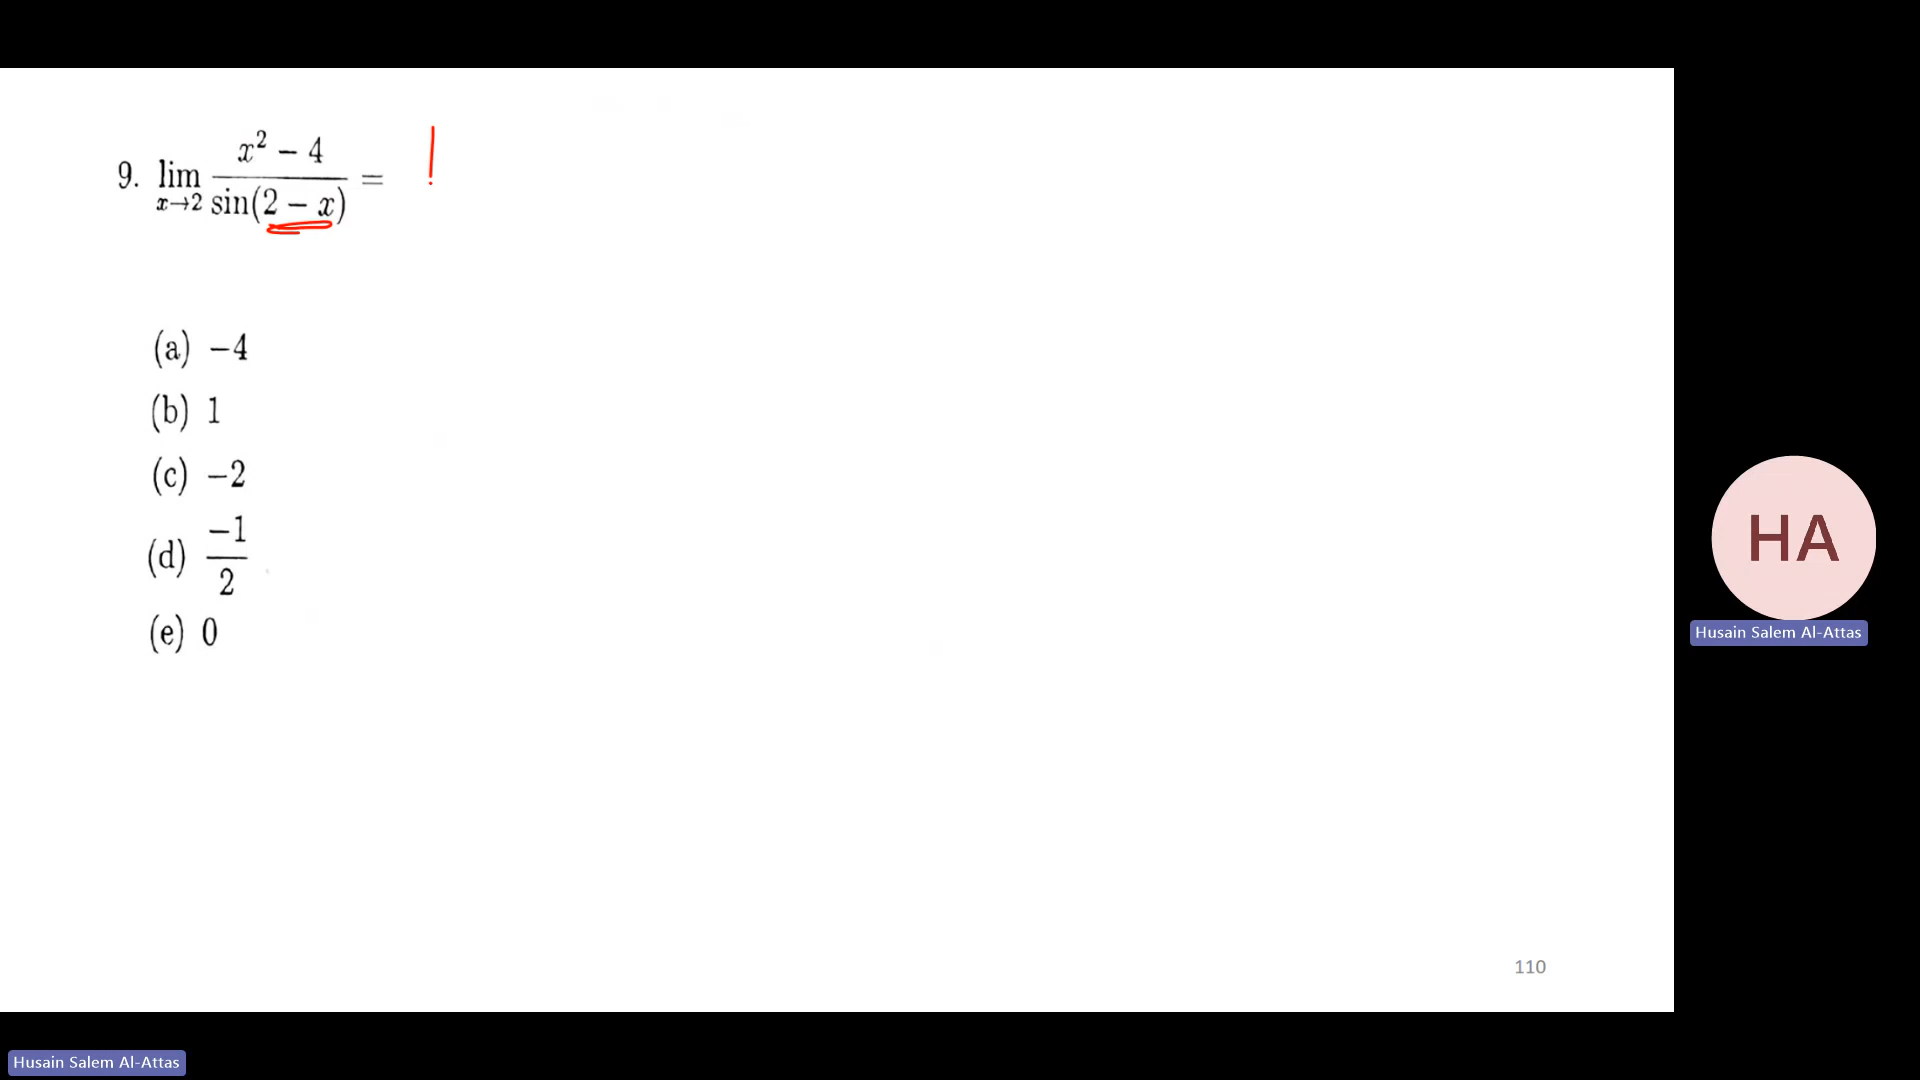 9. lim x→2 (x² − 4)/(sin(2 − x)) =
(a) −4
(b) 1
(c) −2
(d) −1/2
(e) 0
HA
Husain Salem Al-Attas
110
Husain Salem Al-Attas